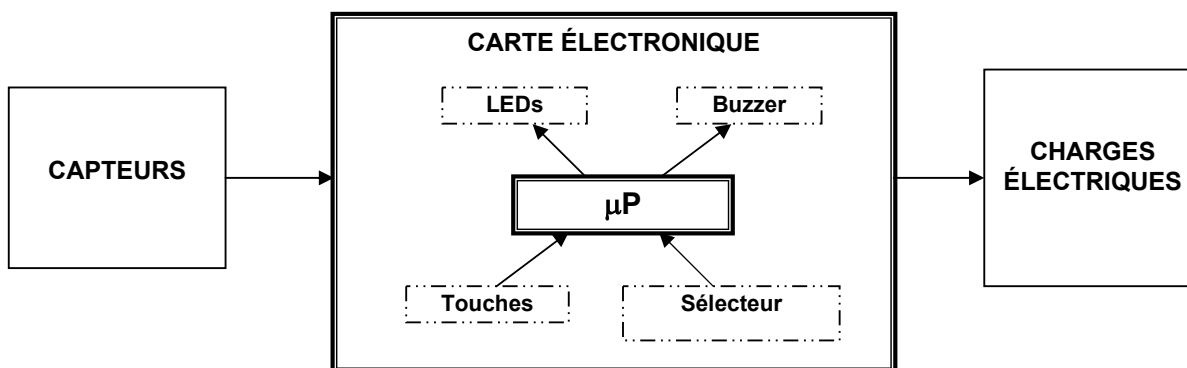 CARTE ÉLECTRONIQUE
LEDs
Buzzer
CAPTEURS
CHARGES
ÉLECTRIQUES
μP
Touches
Sélecteur